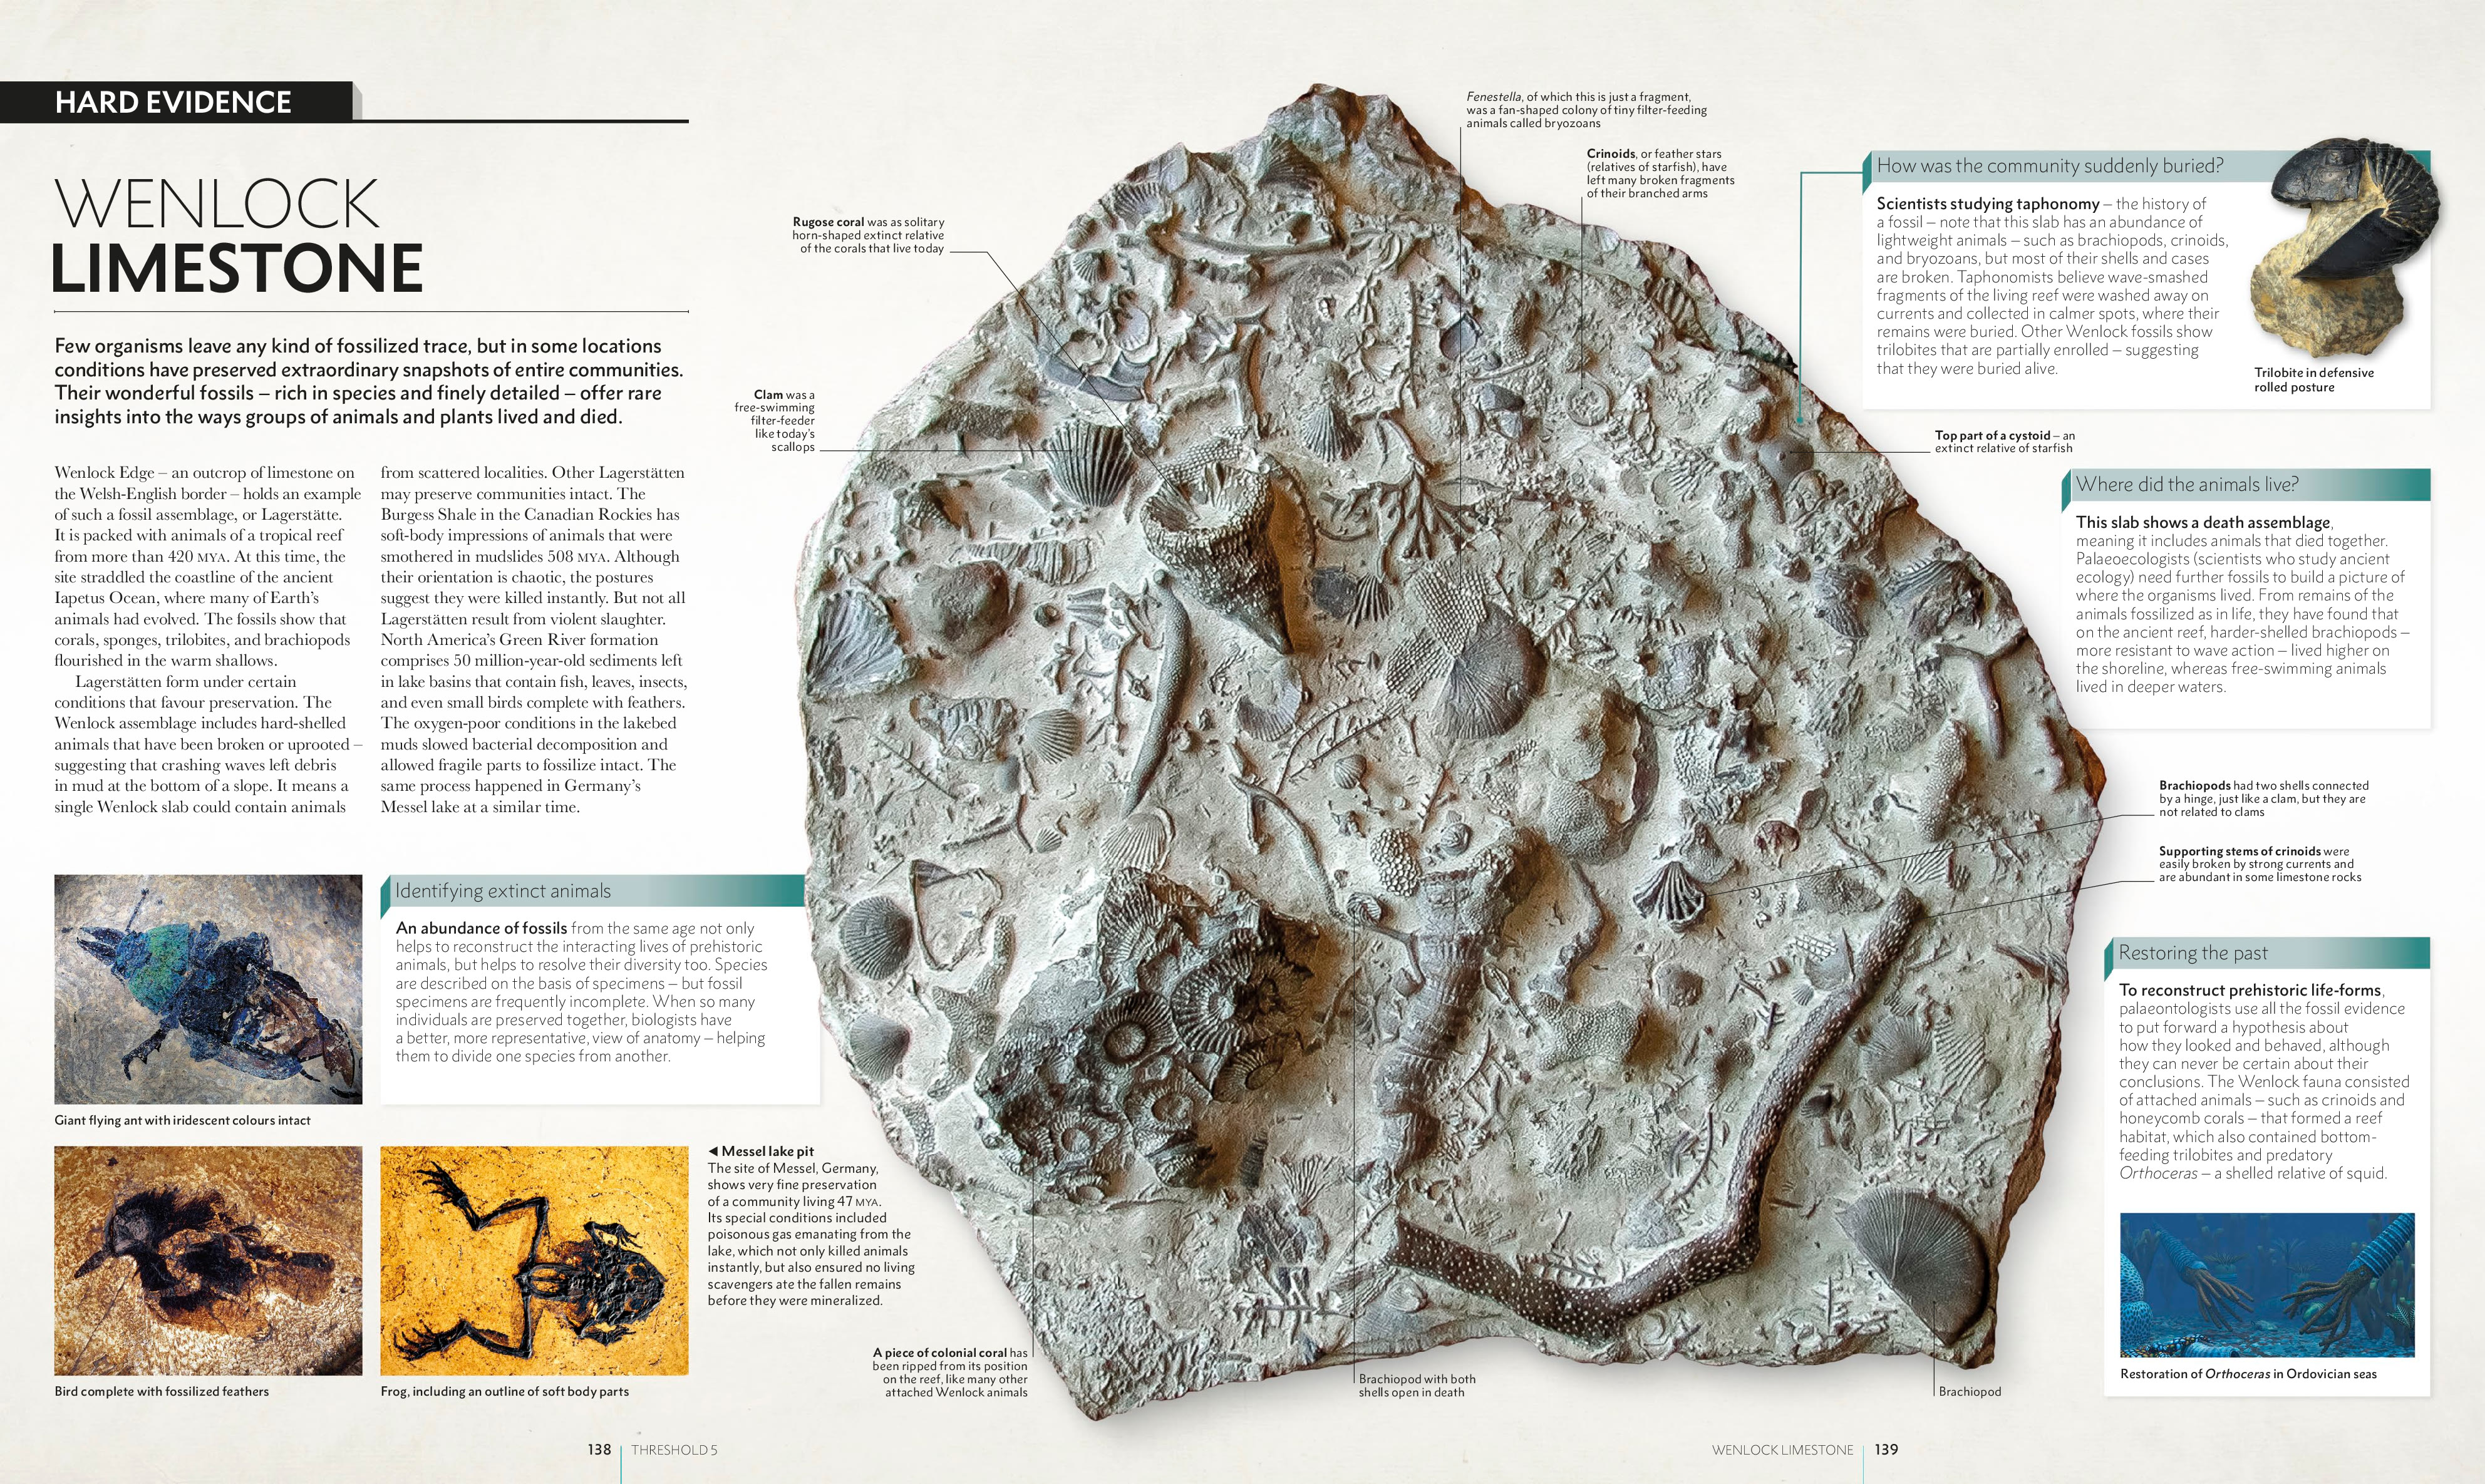 HARD EVIDENCE
WENLOCK
LIMESTONE
Few organisms leave any kind of fossilized trace, but in some locations
conditions have preserved extraordinary snapshots of entire communities.
Their wonderful fossils – rich in species and finely detailed – offer rare
insights into the ways groups of animals and plants lived and died.
Wenlock Edge – an outcrop of limestone on
the Welsh-English border – holds an example
of such a fossil assemblage, or Lagerstätte.
It is packed with animals of a tropical reef
from more than 420 MYA. At this time, the
site straddled the coastline of the ancient
Iapetus Ocean, where many of Earth's
animals had evolved. The fossils show that
corals, sponges, trilobites, and brachiopods
flourished in the warm shallows.
Lagerstätten form under certain
conditions that favour preservation. The
Wenlock assemblage includes hard-shelled
animals that have been broken or uprooted –
suggesting that crashing waves left debris
in mud at the bottom of a slope. It means a
single Wenlock slab could contain animals
from scattered localities. Other Lagerstätten
may preserve communities intact. The
Burgess Shale in the Canadian Rockies has
soft-body impressions of animals that were
smothered in mudslides 508 MYA. Although
their orientation is chaotic, the postures
suggest they were killed instantly. But not all
Lagerstätten result from violent slaughter.
North America's Green River formation
comprises 50 million-year-old sediments left
in lake basins that contain fish, leaves, insects,
and even small birds complete with feathers.
The oxygen-poor conditions in the lakebed
muds slowed bacterial decomposition and
allowed fragile parts to fossilize intact. The
same process happened in Germany's
Messel lake at a similar time.
Giant flying ant with iridescent colours intact
Identifying extinct animals
An abundance of fossils from the same age not only
helps to reconstruct the interacting lives of prehistoric
animals, but helps to resolve their diversity too. Species
are described on the basis of specimens – but fossil
specimens are frequently incomplete. When so many
individuals are preserved together, biologists have
a better, more representative, view of anatomy – helping
them to divide one species from another.
Bird complete with fossilized feathers
Frog, including an outline of soft body parts
◀ Messel lake pit
The site of Messel, Germany,
shows very fine preservation
of a community living 47 MYA.
Its special conditions included
poisonous gas emanating from the
lake, which not only killed animals
instantly, but also ensured no living
scavengers ate the fallen remains
before they were mineralized.
138 THRESHOLD 5
Rugose coral was as solitary
horn-shaped extinct relative
of the corals that live today
Clam was a
free-swimming
filter-feeder
like today's
scallops
Fenestella, of which this is just a fragment,
was a fan-shaped colony of tiny filter-feeding
animals called bryozoans
Crinoids, or feather stars
(relatives of starfish), have
left many broken fragments
of their branched arms
How was the community suddenly buried?
Scientists studying taphonomy – the history of
a fossil – note that this slab has an abundance of
lightweight animals – such as brachiopods, crinoids,
and bryozoans, but most of their shells and cases
are broken. Taphonomists believe wave-smashed
fragments of the living reef were washed away on
currents and collected in calmer spots, where their
remains were buried. Other Wenlock fossils show
trilobites that are partially enrolled – suggesting
that they were buried alive.
Trilobite in defensive
rolled posture
Top part of a cystoid – an
extinct relative of starfish
Where did the animals live?
This slab shows a death assemblage,
meaning it includes animals that died together.
Palaeoecologists (scientists who study ancient
ecology) need further fossils to build a picture of
where the organisms lived. From remains of the
animals fossilized as in life, they have found that
on the ancient reef, harder-shelled brachiopods –
more resistant to wave action – lived higher on
the shoreline, whereas free-swimming animals
lived in deeper waters.
Brachiopods had two shells connected
by a hinge, just like a clam, but they are
not related to clams
Supporting stems of crinoids were
easily broken by strong currents and
are abundant in some limestone rocks
Restoring the past
To reconstruct prehistoric life-forms,
palaeontologists use all the fossil evidence
to put forward a hypothesis about
how they looked and behaved, although
they can never be certain about their
conclusions. The Wenlock fauna consisted
of attached animals – such as crinoids and
honeycomb corals – that formed a reef
habitat, which also contained bottom-
feeding trilobites and predatory
Orthoceras – a shelled relative of squid.
Restoration of Orthoceras in Ordovician seas
A piece of colonial coral has
been ripped from its position
on the reef, like many other
attached Wenlock animals
Brachiopod with both
shells open in death
Brachiopod
WENLOCK LIMESTONE 139